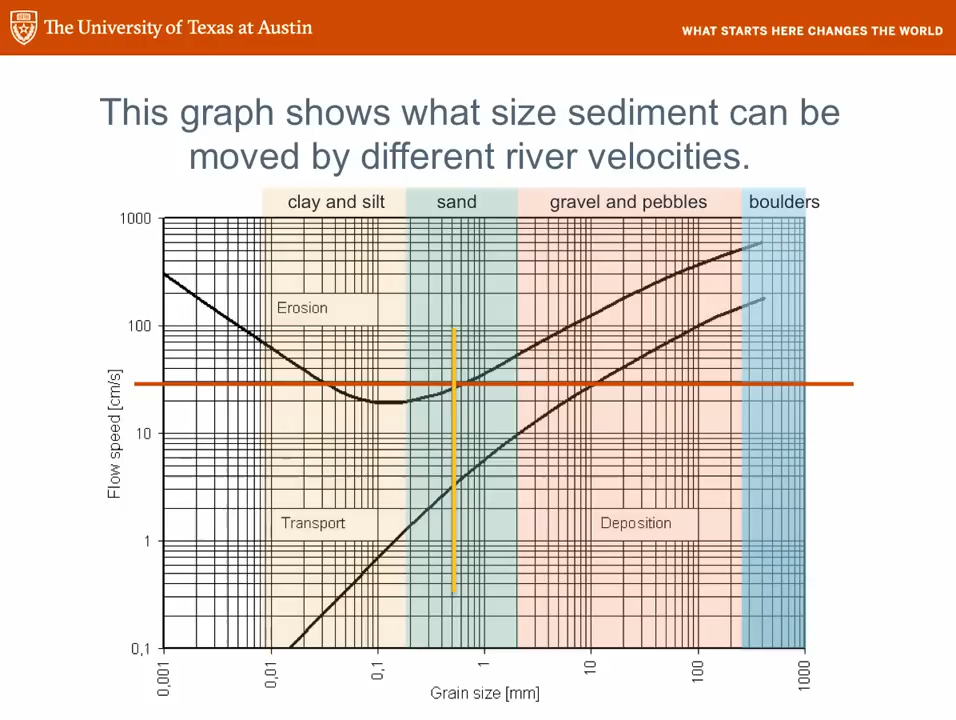 The University of Texas at Austin
WHAT STARTS HERE CHANGES THE WORLD
This graph shows what size sediment can be
moved by different river velocities.
clay and silt
sand
gravel and pebbles
boulders
1000
100
10
1
0,1
Flow speed [cm/s]
Erosion
Transport
Deposition
0,001
0,01
0,1
1
10
100
1000
Grain size [mm]